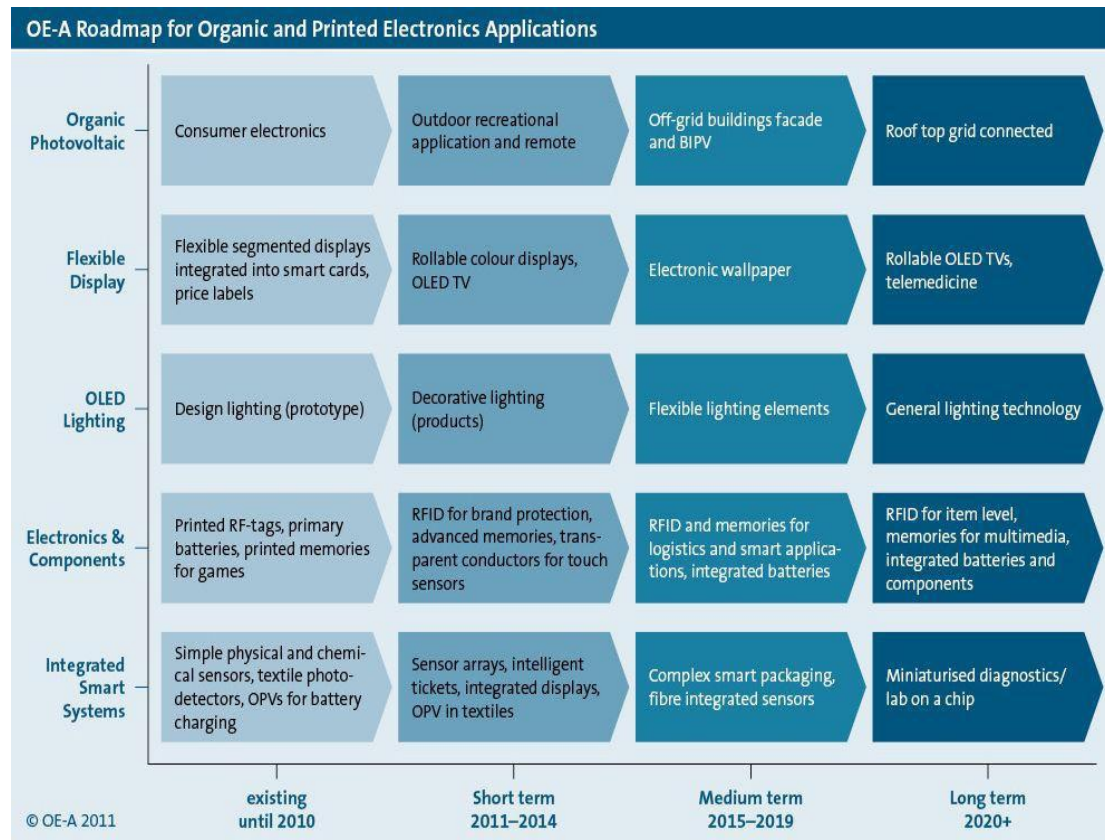 OE-A Roadmap for Organic and Printed Electronics Applications
Organic
Photovoltaic
Consumer electronics
Outdoor recreational
application and remote
Off-grid buildings facade
and BIPV
Roof top grid connected
Flexible
Display
Flexible segmented displays
integrated into smart cards,
price labels
Rollable colour displays,
OLED TV
Electronic wallpaper
Rollable OLED TVs,
telemedicine
OLED
Lighting
Design lighting (prototype)
Decorative lighting
(products)
Flexible lighting elements
General lighting technology
Electronics &
Components
Printed RF-tags, primary
batteries, printed memories
for games
RFID for brand protection,
advanced memories, trans-
parent conductors for touch
sensors
RFID and memories for
logistics and smart applica-
tions, integrated batteries
RFID for item level,
memories for multimedia,
integrated batteries and
components
Integrated
Smart
Systems
Simple physical and chemi-
cal sensors, textile photo-
detectors, OPVs for battery
charging
Sensor arrays, intelligent
tickets, integrated displays,
OPV in textiles
Complex smart packaging,
fibre integrated sensors
Miniaturised diagnostics/
lab on a chip
existing
until 2010
Short term
2011–2014
Medium term
2015–2019
Long term
2020+
© OE-A 2011